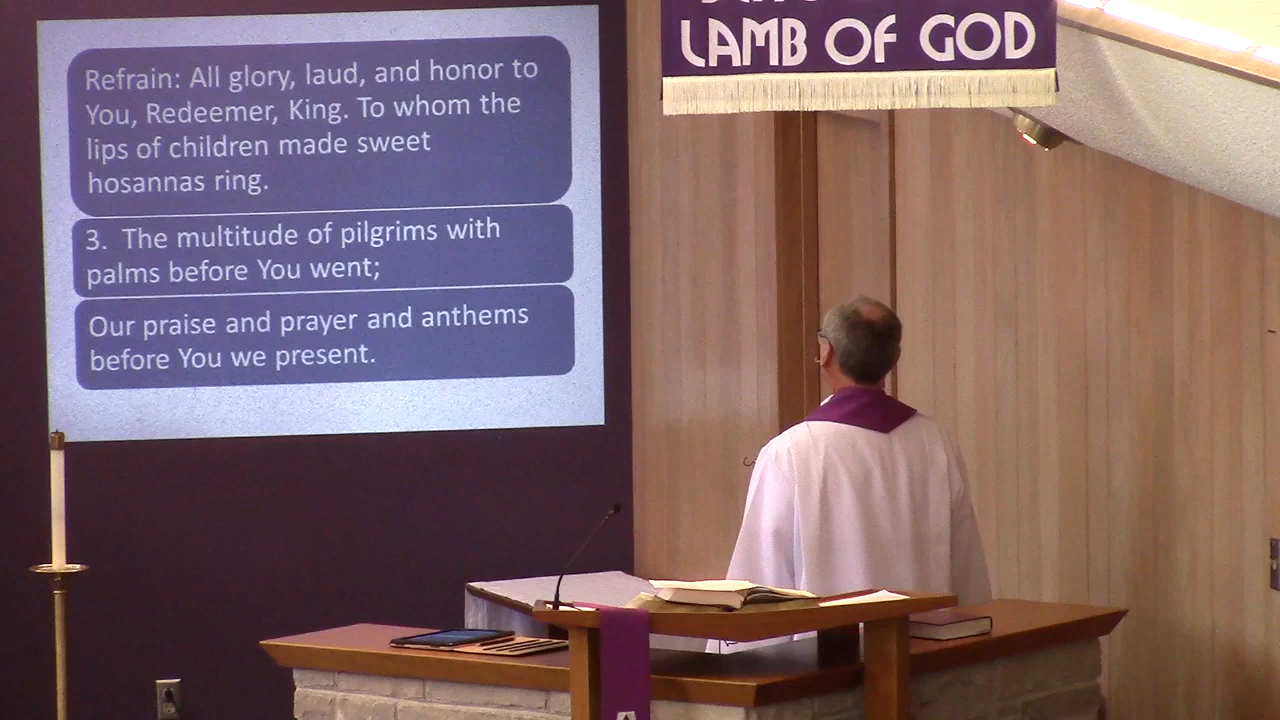 Refrain: All glory, laud, and honor to
You, Redeemer, King. To whom the
lips of children made sweet
hosannas ring.
3. The multitude of pilgrims with
palms before You went;
Our praise and prayer and anthems
before You we present.
LAMB OF GOD